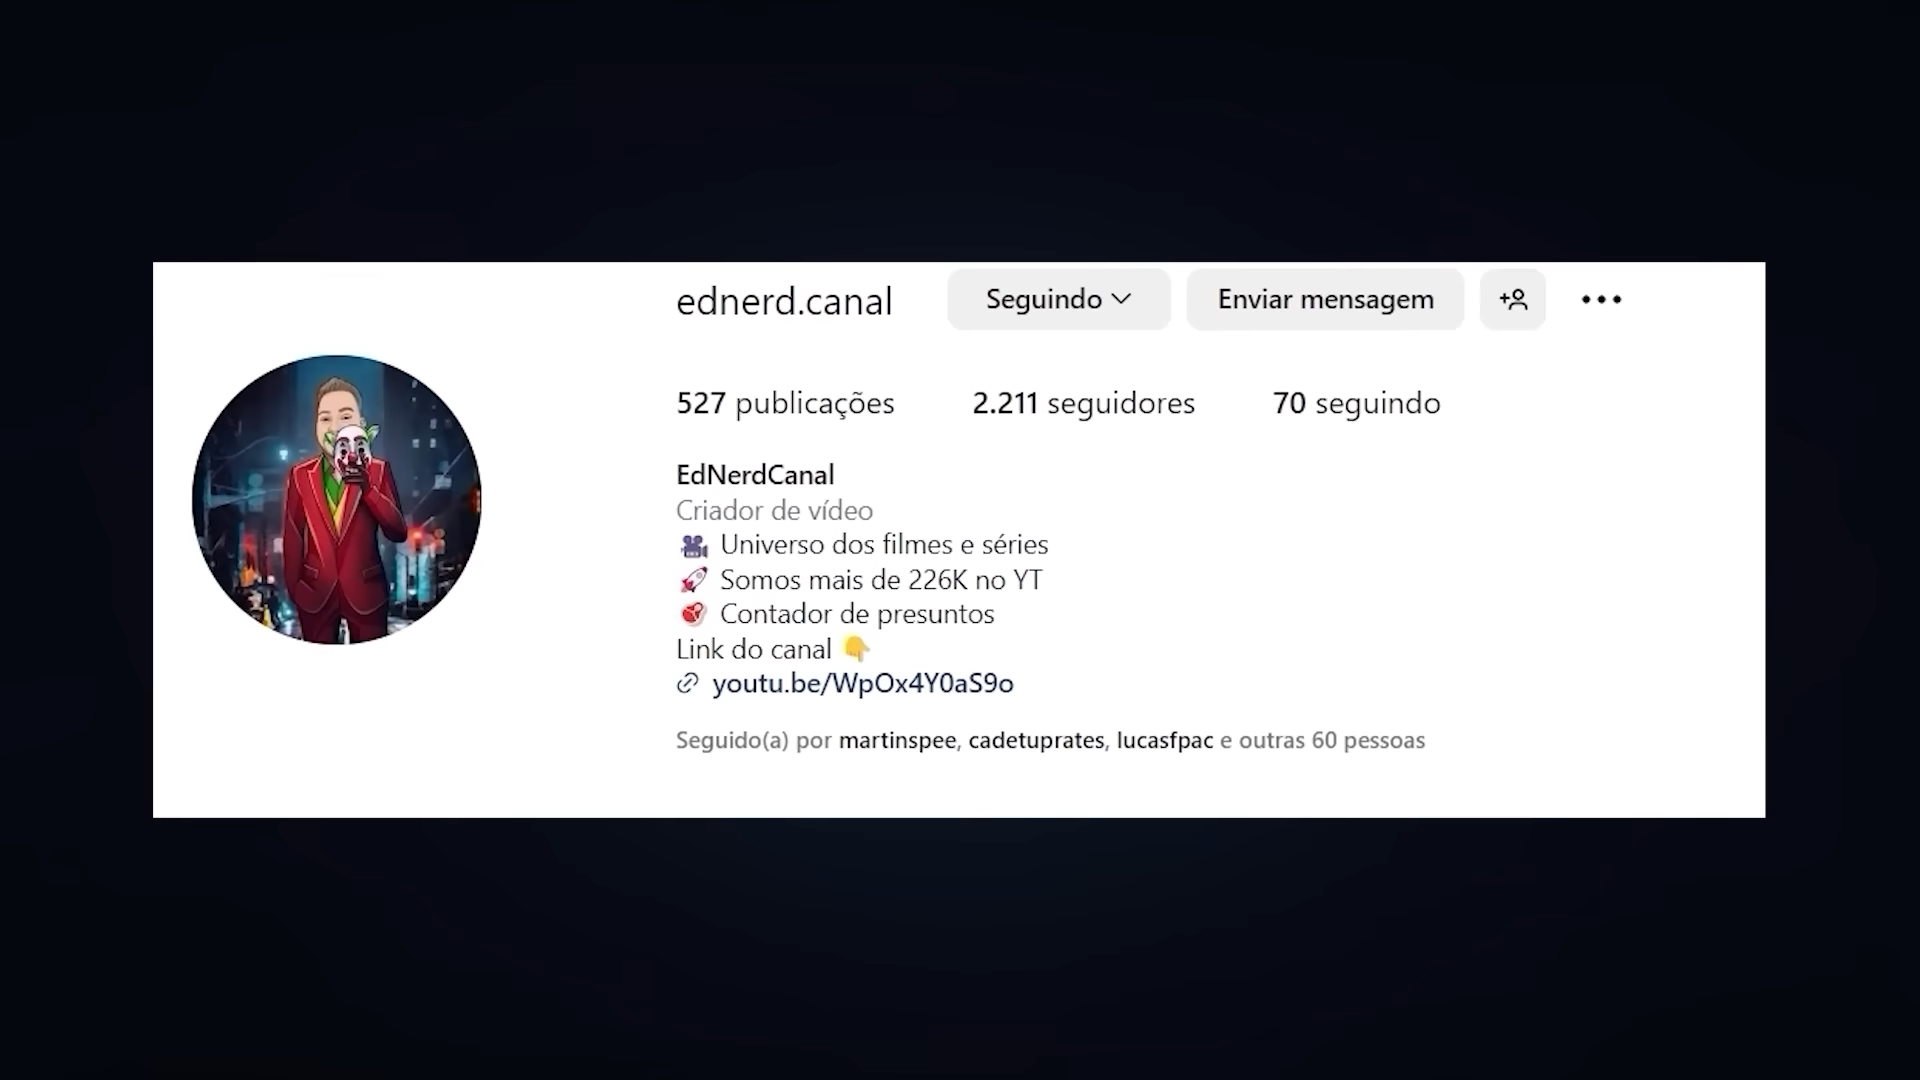 ednerd.canal Seguindo Enviar mensagem
527 publicações 2.211 seguidores 70 seguindo
EdNerdCanal
Criador de vídeo
🎥 Universo dos filmes e séries
🚀 Somos mais de 226K no YT
🥩 Contador de presuntos
Link do canal 👇
youtu.be/WpOx4Y0aS9o
Seguido(a) por martinspee, cadetuprates, lucasfpac e outras 60 pessoas